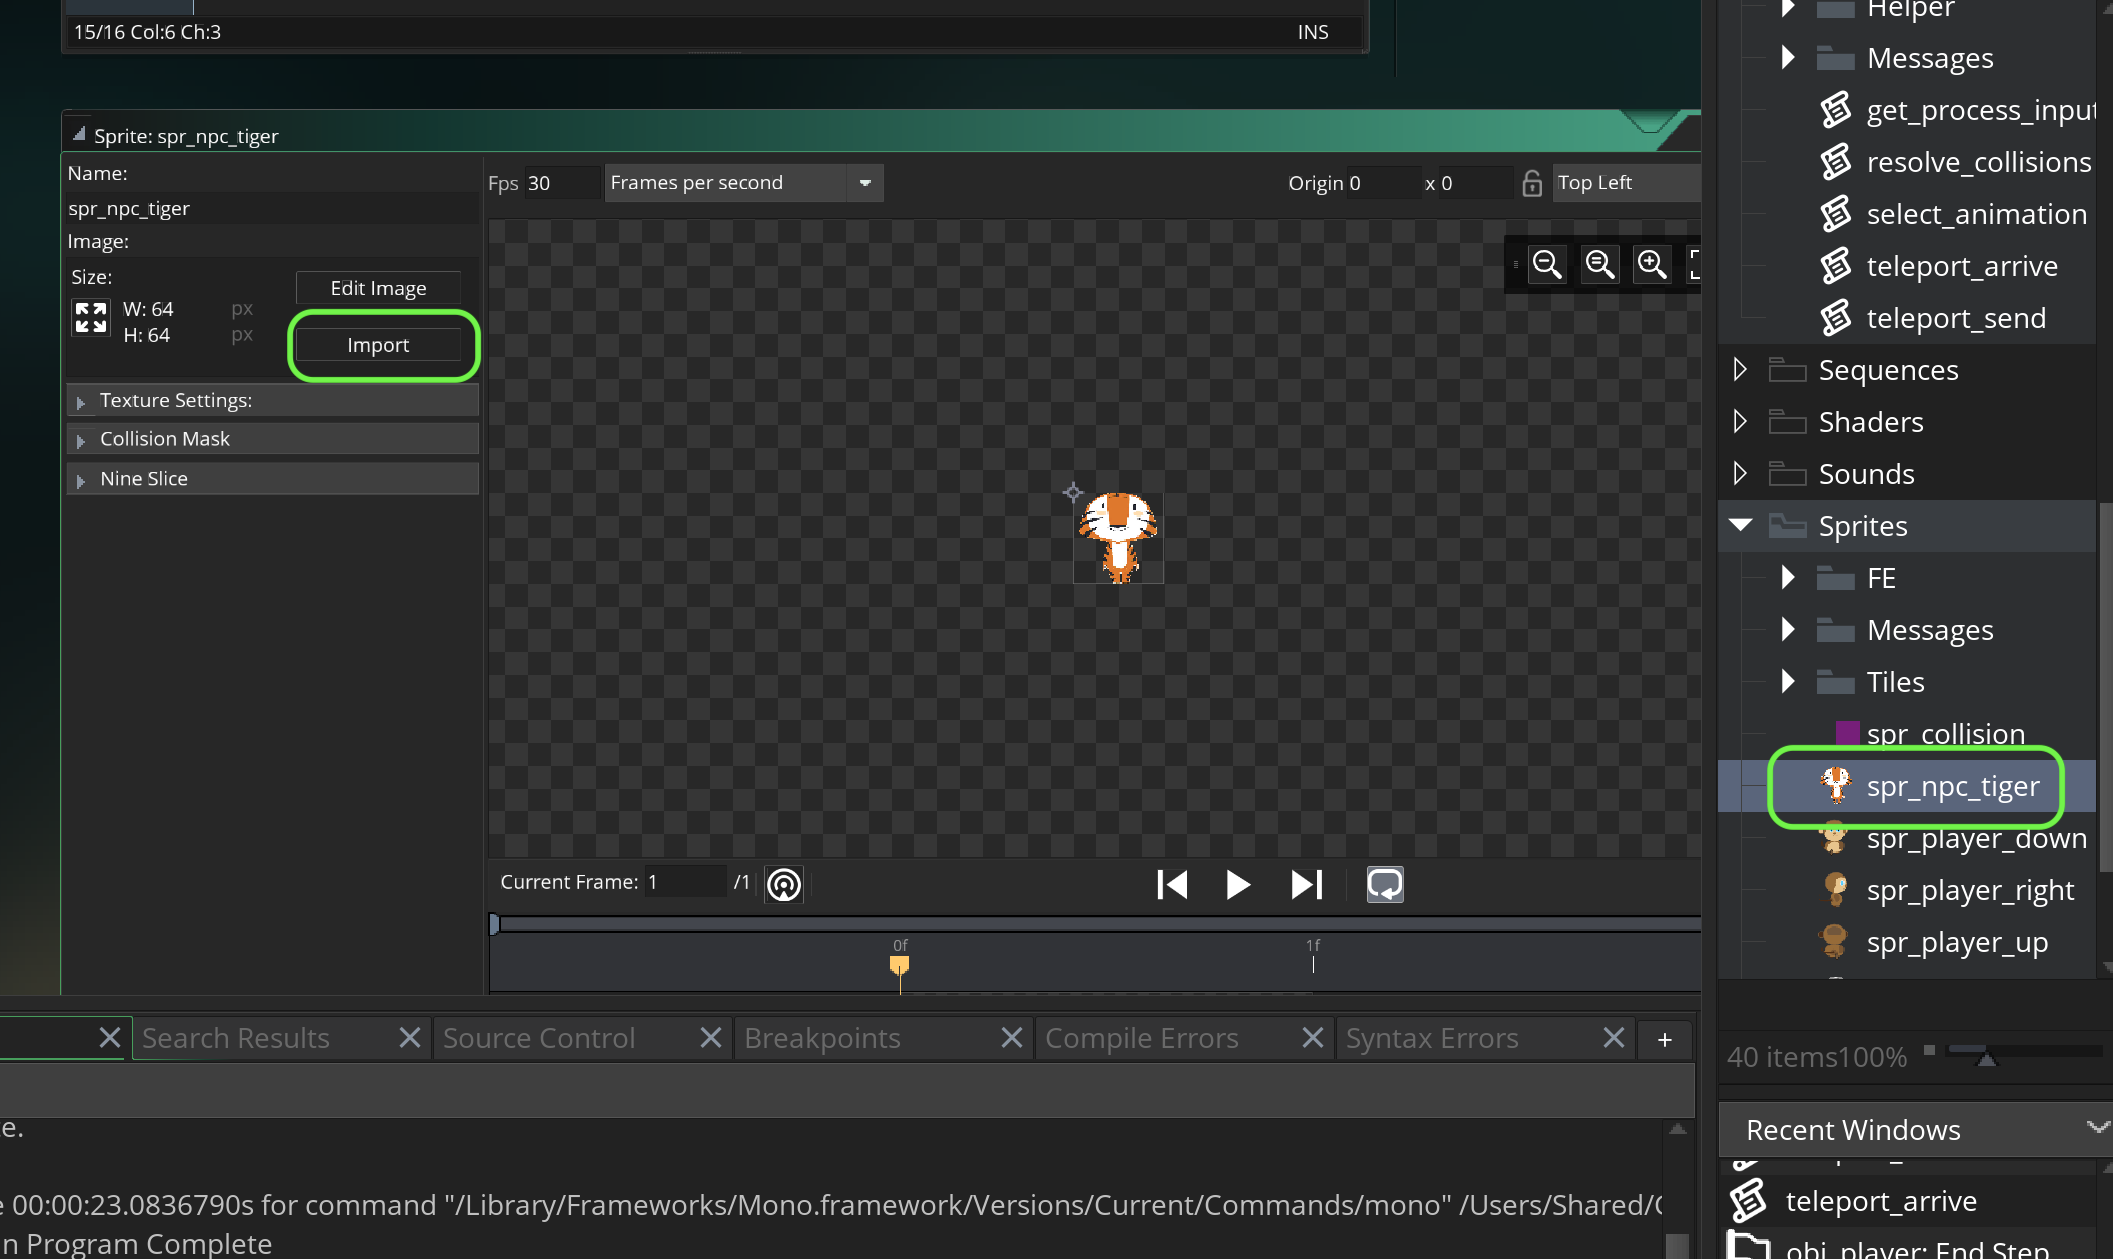 15/16 Col:6 Ch:3
INS
Sprite: spr_npc_tiger
Name:
spr_npc_tiger
Image:
Size:
W: 64 px
H: 64 px
Edit Image
Import
Texture Settings:
Collision Mask
Nine Slice
Fps 30 Frames per second
Origin 0 x 0 Top Left
Current Frame: 1 /1
0f
1f
Helper
Messages
get_process_input
resolve_collisions
select_animation
teleport_arrive
teleport_send
Sequences
Shaders
Sounds
Sprites
FE
Messages
Tiles
spr_collision
spr_npc_tiger
spr_player_down
spr_player_right
spr_player_up
40 items 100%
Recent Windows
teleport_arrive
obj_player: End Step
Search Results
Source Control
Breakpoints
Compile Errors
Syntax Errors
+
e.
e 00:00:23.0836790s for command "/Library/Frameworks/Mono.framework/Versions/Current/Commands/mono" /Users/Shared/
n Program Complete